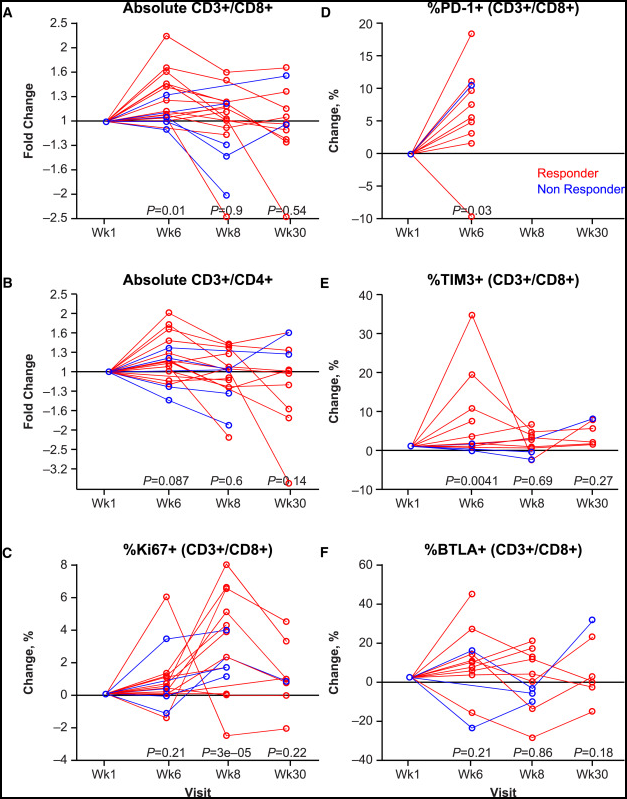 A
Absolute CD3+/CD8+
Fold Change
2.5
2
1.6
1.3
1
–1.3
–1.6
–2
–2.5
P=0.01
P=0.9
P=0.54
Wk1
Wk6
Wk8
Wk30
D
%PD-1+ (CD3+/CD8+)
Change, %
20
15
10
5
0
–5
–10
Responder
Non Responder
P=0.03
Wk1
Wk6
Wk8
Wk30
B
Absolute CD3+/CD4+
Fold Change
2.5
2
1.6
1.3
1
–1.3
–1.6
–2
–2.5
–3.2
P=0.087
P=0.6
P=0.14
Wk1
Wk6
Wk8
Wk30
E
%TIM3+ (CD3+/CD8+)
Change, %
40
30
20
10
0
–10
P=0.0041
P=0.69
P=0.27
Wk1
Wk6
Wk8
Wk30
C
%Ki67+ (CD3+/CD8+)
Change, %
8
6
4
2
0
–2
–4
P=0.21
P=3e–05
P=0.22
Wk1
Wk6
Wk8
Wk30
Visit
F
%BTLA+ (CD3+/CD8+)
Change, %
60
40
20
0
–20
–40
P=0.21
P=0.86
P=0.18
Wk1
Wk6
Wk8
Wk30
Visit